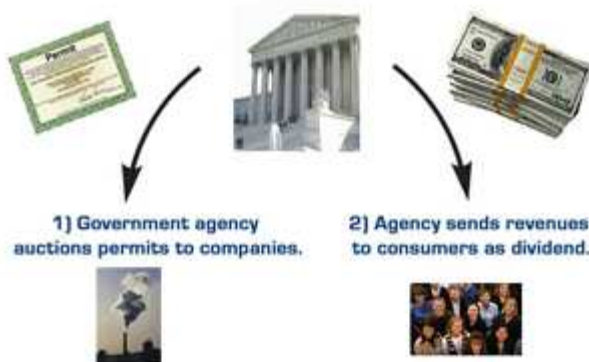 Permit
1) Government agency
auctions permits to companies.
2) Agency sends revenues
to consumers as dividend.